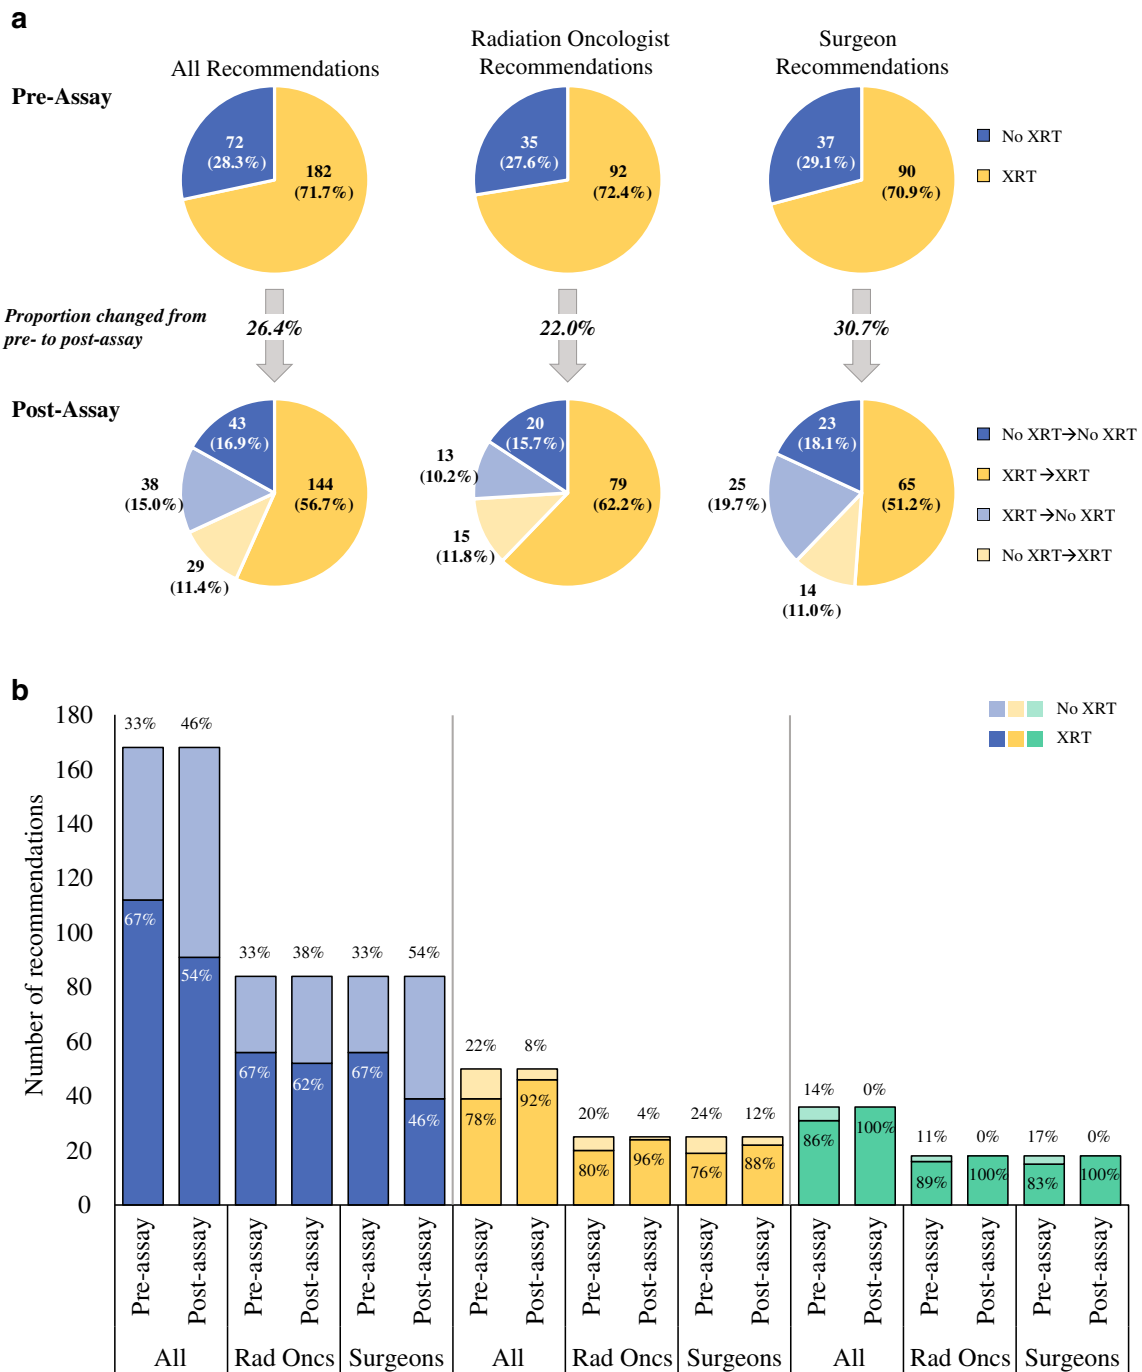 a
All Recommendations
Radiation Oncologist
Recommendations
Surgeon
Recommendations
Pre-Assay
72
(28.3%)
182
(71.7%)
35
(27.6%)
92
(72.4%)
37
(29.1%)
90
(70.9%)
No XRT
XRT
Proportion changed from
pre- to post-assay
26.4%
22.0%
30.7%
Post-Assay
43
(16.9%)
144
(56.7%)
38
(15.0%)
29
(11.4%)
20
(15.7%)
79
(62.2%)
13
(10.2%)
15
(11.8%)
23
(18.1%)
65
(51.2%)
25
(19.7%)
14
(11.0%)
No XRT→No XRT
XRT→XRT
XRT→No XRT
No XRT→XRT
b
Number of recommendations
180
160
140
120
100
80
60
40
20
0
No XRT
XRT
33% 46%
67% 54%
33% 38% 33% 54%
67% 62% 67% 46%
22% 8%
78% 92%
20% 4% 24% 12%
80% 96% 76% 88%
14% 0%
86% 100%
11% 0% 17% 0%
89% 100% 83% 100%
Pre-assay Post-assay Pre-assay Post-assay Pre-assay Post-assay Pre-assay Post-assay Pre-assay Post-assay Pre-assay Post-assay Pre-assay Post-assay Pre-assay Post-assay Pre-assay Post-assay
All Rad Oncs Surgeons All Rad Oncs Surgeons All Rad Oncs Surgeons